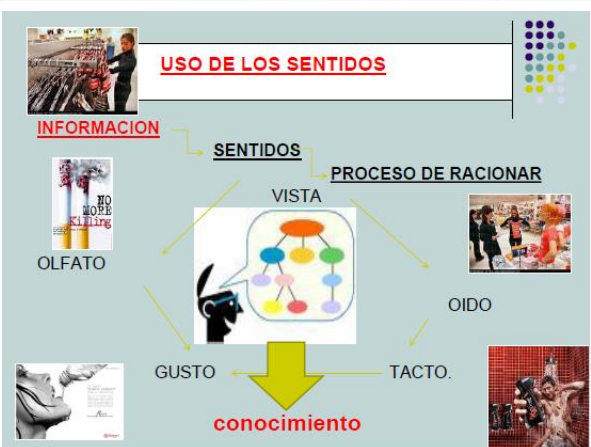 USO DE LOS SENTIDOS
INFORMACION
SENTIDOS
PROCESO DE RACIONAR
VISTA
NO
MORE
Killing
OLFATO
OIDO
GUSTO
TACTO.
conocimiento